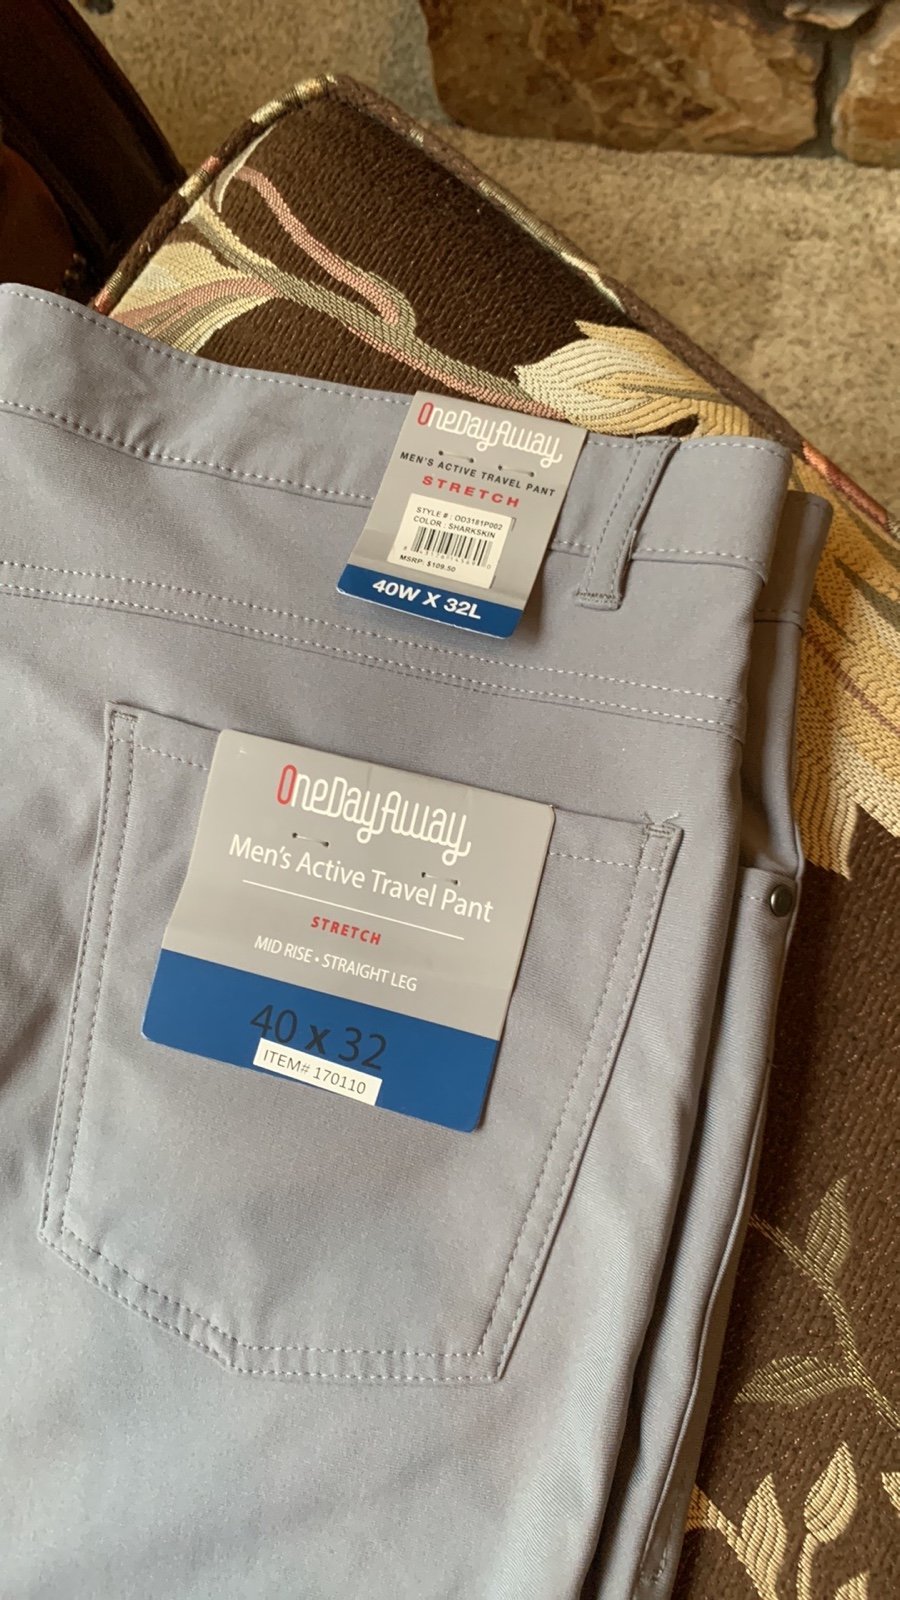 OneDayAway
MEN'S ACTIVE TRAVEL PANT
STRETCH
STYLE # : OD3181P002
COLOR : SHARKSKIN
MSRP: $109.50
40W X 32L
OneDayAway
Men's Active Travel Pant
STRETCH
MID RISE • STRAIGHT LEG
40 x 32
ITEM# 170110